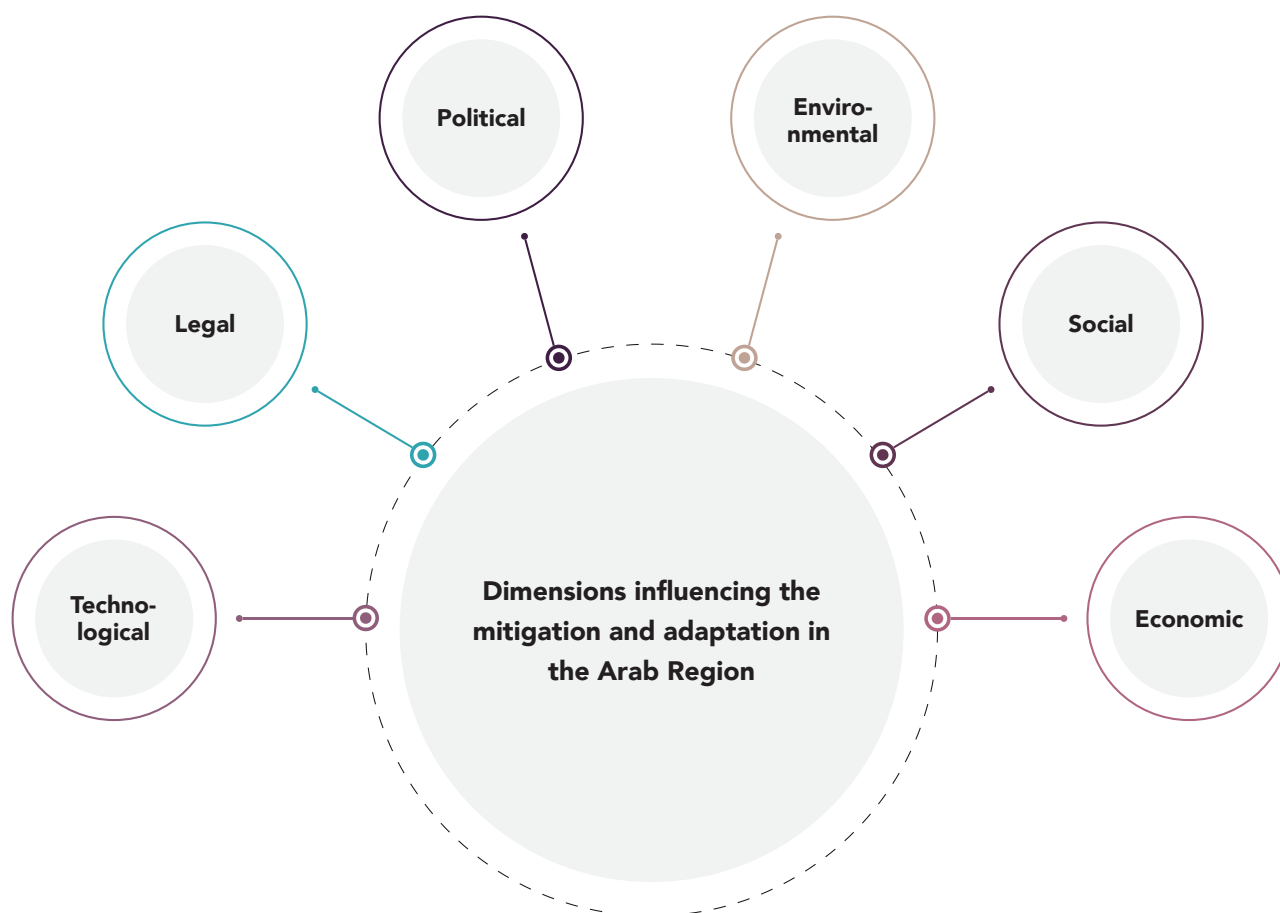 Political
Enviro-
nmental
Legal
Social
Techno-
logical
Dimensions influencing the
mitigation and adaptation in
the Arab Region
Economic